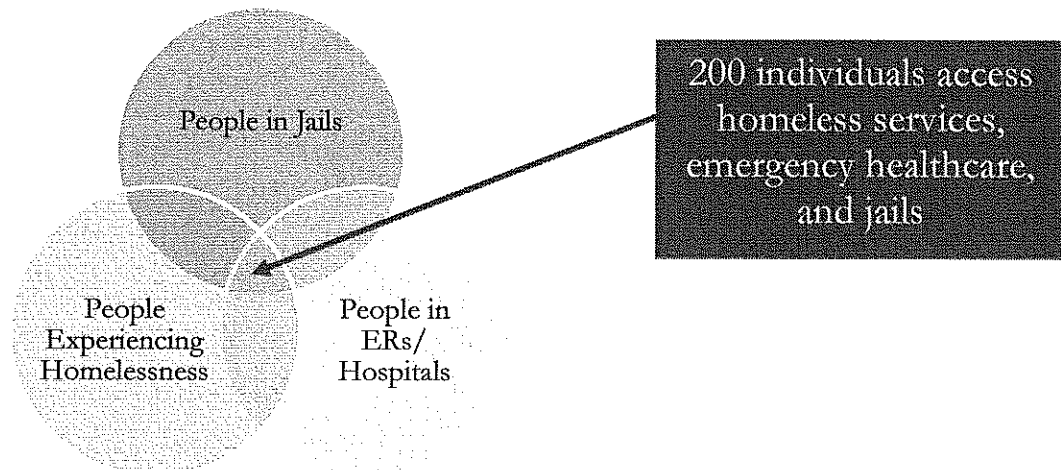 People in Jails
200 individuals access
homeless services,
emergency healthcare,
and jails
People
Experiencing
Homelessness
People in
ERs/
Hospitals